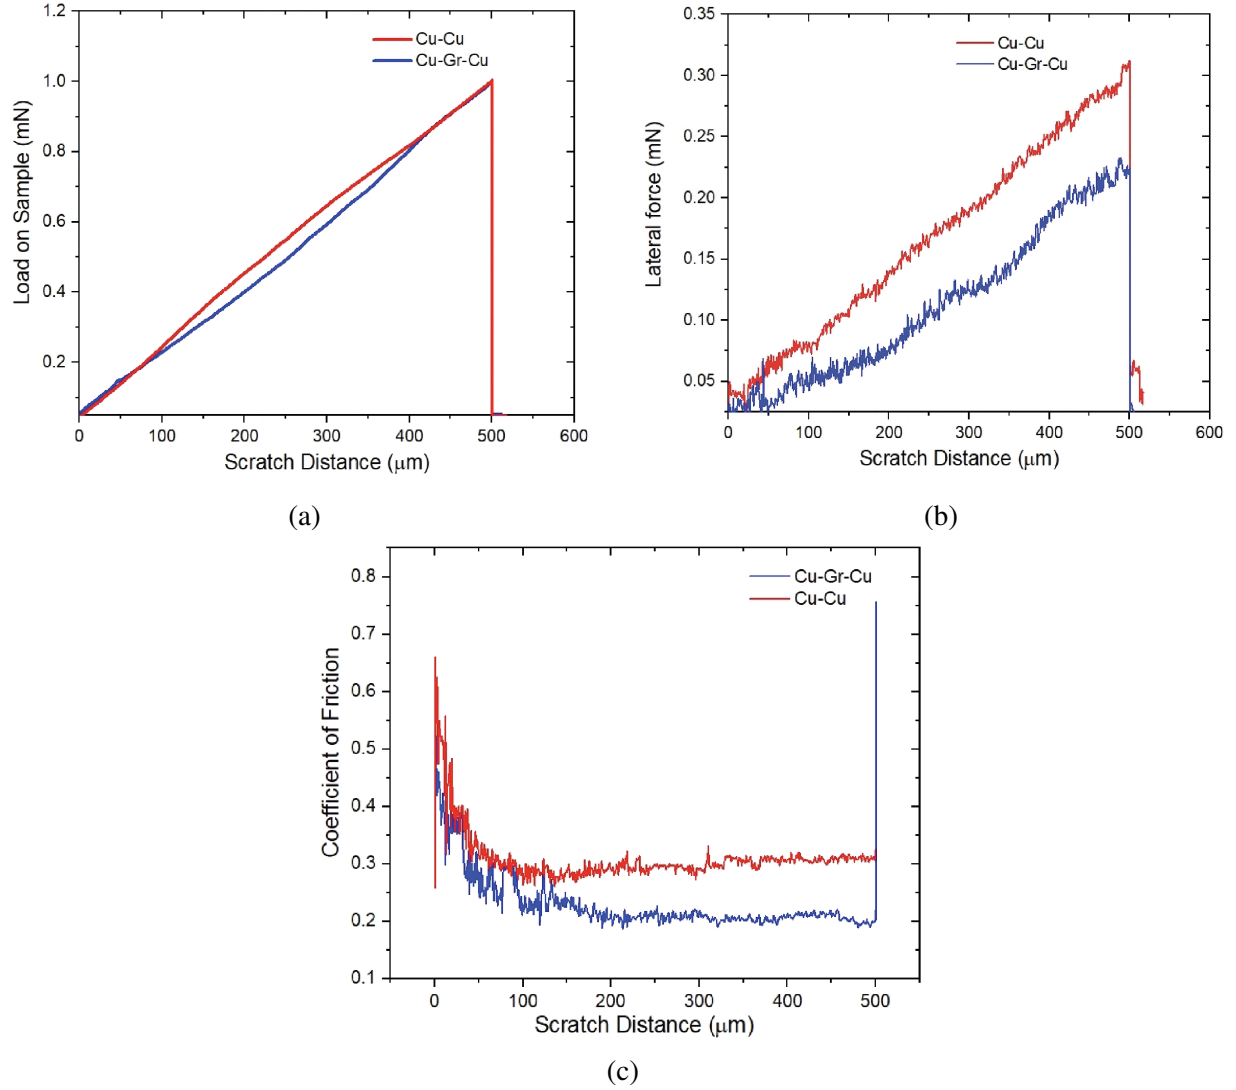 1.2
1.0
0.8
0.6
0.4
0.2
Load on Sample (mN)
Cu-Cu
Cu-Gr-Cu
0 100 200 300 400 500 600
Scratch Distance (μm)
(a)
0.35
0.30
0.25
0.20
0.15
0.10
0.05
Lateral force (mN)
Cu-Cu
Cu-Gr-Cu
0 100 200 300 400 500 600
Scratch Distance (μm)
(b)
0.8
0.7
0.6
0.5
0.4
0.3
0.2
0.1
Coefficient of Friction
Cu-Gr-Cu
Cu-Cu
0 100 200 300 400 500
Scratch Distance (μm)
(c)